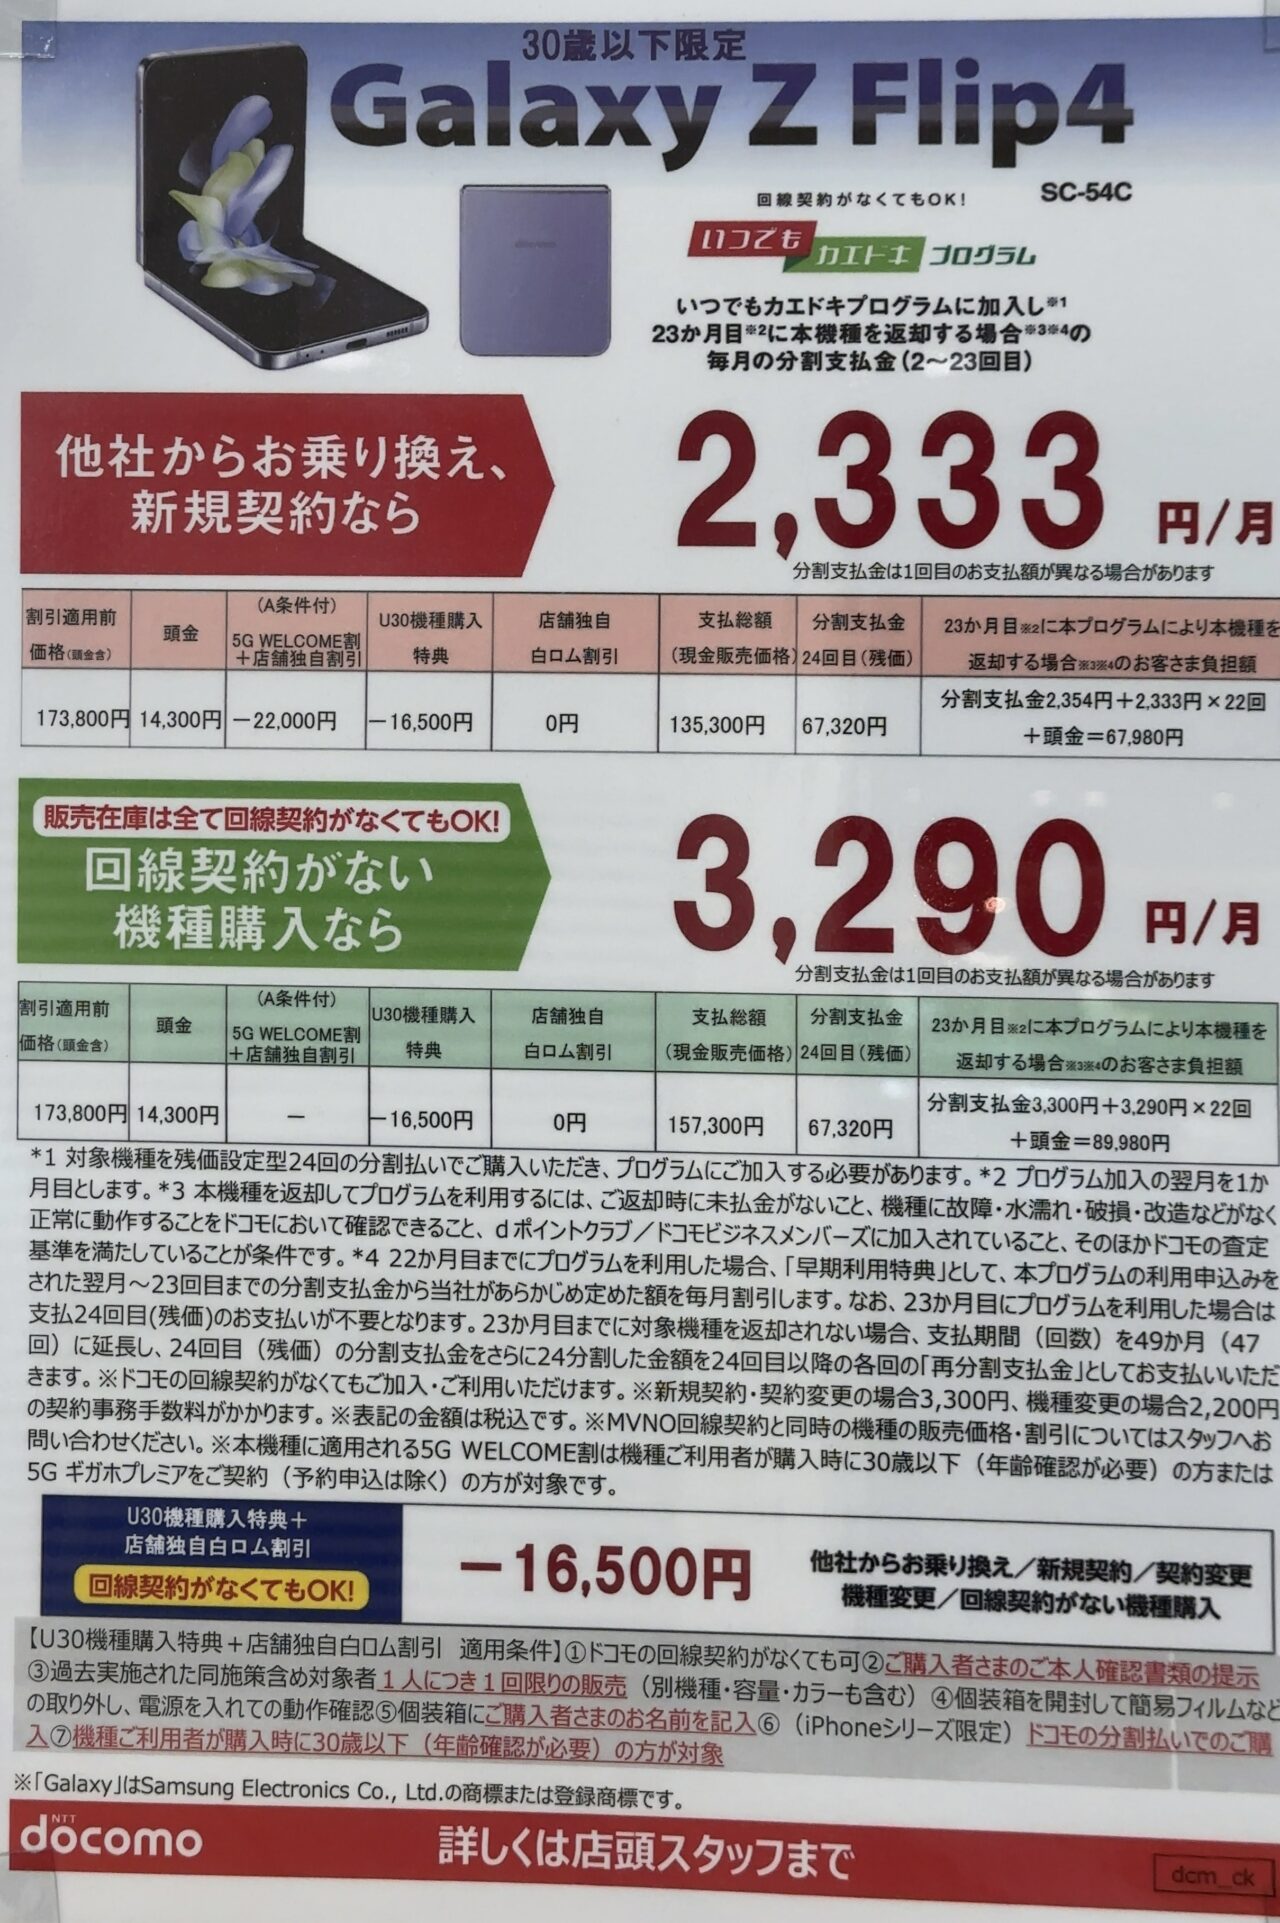 30歳以下限定
Galaxy Z Flip4
回線契約がなくてもOK!
SC-54C
いつでも カエドキ プログラム
いつでもカエドキプログラムに加入し※1
23か月目※2に本機種を返却する場合※3※4の
毎月の分割支払金(2～23回目)
他社からお乗り換え、
新規契約なら
2,333 円/月
分割支払金は1回目のお支払額が異なる場合があります
割引適用前 価格(頭金含) 頭金 (A条件付) 5G WELCOME割 +店舗独自割引 U30機種購入 特典 店舗独自 白ロム割引 支払総額 (現金販売価格) 分割支払金 24回目(残価) 23か月目※2に本プログラムにより本機種を 返却する場合※3※4のお客さま負担額
173,800円 14,300円 −22,000円 −16,500円 0円 135,300円 67,320円 分割支払金2,354円+2,333円×22回 +頭金=67,980円
販売在庫は全て回線契約がなくてもOK!
回線契約がない
機種購入なら
3,290 円/月
分割支払金は1回目のお支払額が異なる場合があります
割引適用前 価格(頭金含) 頭金 (A条件付) 5G WELCOME割 +店舗独自割引 U30機種購入 特典 店舗独自 白ロム割引 支払総額 (現金販売価格) 分割支払金 24回目(残価) 23か月目※2に本プログラムにより本機種を 返却する場合※3※4のお客さま負担額
173,800円 14,300円 − −16,500円 0円 157,300円 67,320円 分割支払金3,300円+3,290円×22回 +頭金=89,980円
*1 対象機種を残価設定型24回の分割払いでご購入いただき、プログラムにご加入する必要があります。*2 プログラム加入の翌月を1か
月目とします。*3 本機種を返却してプログラムを利用するには、ご返却時に未払金がないこと、機種に故障・水濡れ・破損・改造などがなく
正常に動作することをドコモにおいて確認できること、dポイントクラブ/ドコモビジネスメンバーズに加入されていること、そのほかドコモの査定
基準を満たしていることが条件です。*4 22か月目までにプログラムを利用した場合、「早期利用特典」として、本プログラムの利用申込みを
された翌月～23回目までの分割支払金から当社があらかじめ定めた額を毎月割引します。なお、23か月目にプログラムを利用した場合は
支払24回目(残価)のお支払いが不要となります。23か月目までに対象機種を返却されない場合、支払期間(回数)を49か月(47
回)に延長し、24回目(残価)の分割支払金をさらに24分割した金額を24回目以降の各回の「再分割支払金」としてお支払いいただ
きます。※ドコモの回線契約がなくてもご加入・ご利用いただけます。※新規契約・契約変更の場合3,300円、機種変更の場合2,200円
の契約事務手数料がかかります。※表記の金額は税込です。※MVNO回線契約と同時の機種の販売価格・割引についてはスタッフへお
問い合わせください。※本機種に適用される5G WELCOME割は機種ご利用者が購入時に30歳以下(年齢確認が必要)の方または
5G ギガホプレミアをご契約(予約申込は除く)の方が対象です。
U30機種購入特典+
店舗独自白ロム割引
回線契約がなくてもOK!
−16,500円
他社からお乗り換え/新規契約/契約変更
機種変更/回線契約がない機種購入
【U30機種購入特典+店舗独自白ロム割引 適用条件】①ドコモの回線契約がなくても可②ご購入者さまのご本人確認書類の提示
③過去実施された同施策含め対象者1人につき1回限りの販売(別機種・容量・カラーも含む)④個装箱を開封して簡易フィルムなど
の取り外し、電源を入れての動作確認⑤個装箱にご購入者さまのお名前を記入⑥(iPhoneシリーズ限定)ドコモの分割払いでのご購
入⑦機種ご利用者が購入時に30歳以下(年齢確認が必要)の方が対象
※「Galaxy」はSamsung Electronics Co., Ltd.の商標または登録商標です。
NTT
docomo
詳しくは店頭スタッフまで
dcm_ck